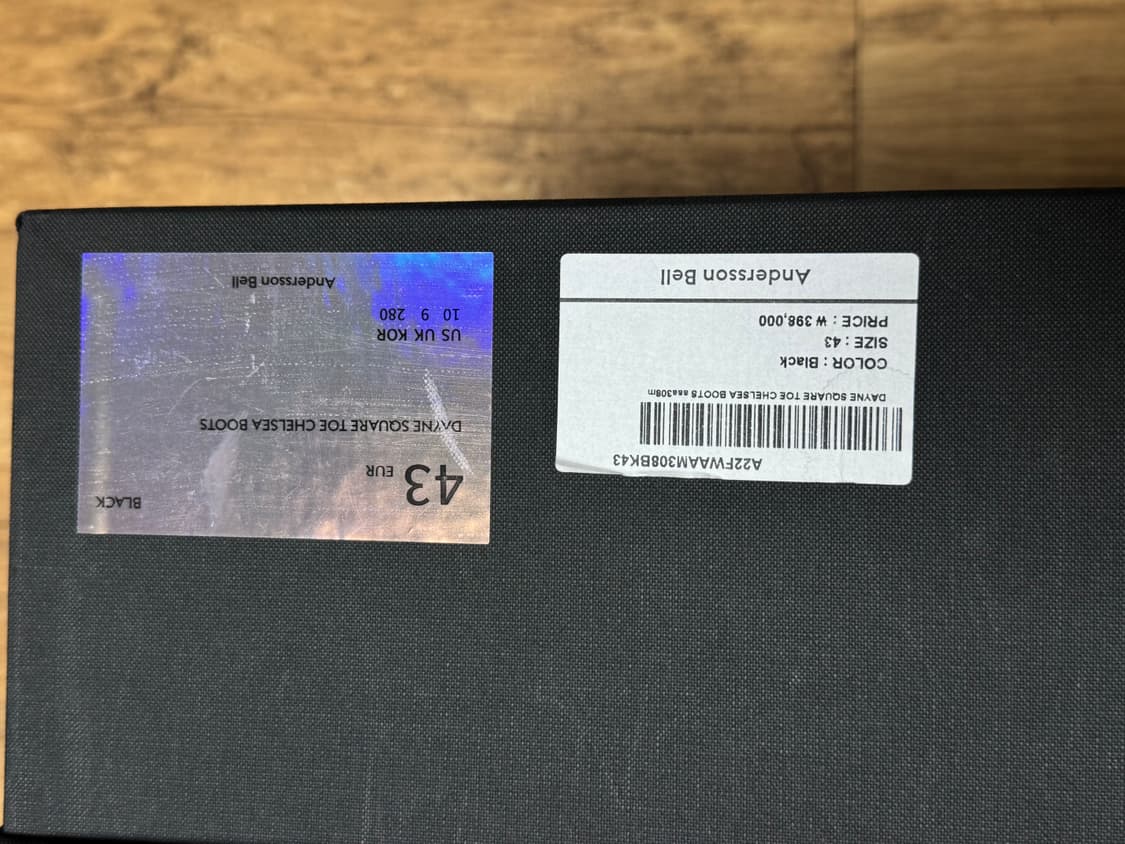 A22FWAAM308BK43
DAYNE SQUARE TOE CHELSEA BOOTS aaa308m
COLOR : Black
SIZE : 43
PRICE : ₩ 398,000
Andersson Bell
43 EUR BLACK
DAYNE SQUARE TOE CHELSEA BOOTS
US UK KOR
10 9 280
Andersson Bell